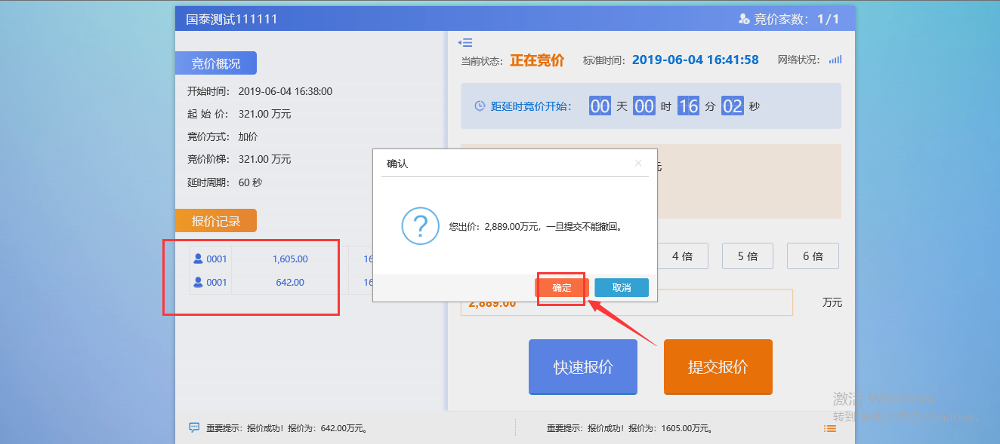 国泰测试111111
竞价家数：1/1
竞价概况
开始时间： 2019-06-04 16:38:00
起 始 价： 321.00 万元
竞价方式： 加价
竞价阶梯： 321.00 万元
延时周期： 60 秒
报价记录
0001 1,605.00 16
0001 642.00 16
当前状态： 正在竞价 标准时间： 2019-06-04 16:41:58 网络状况：
距延时竞价开始： 00 天 00 时 16 分 02 秒
元
确认
?
您出价：2,889.00万元，一旦提交不能撤回。
确定 取消
4 倍 5 倍 6 倍
2,889.00 万元
快速报价 提交报价
激活 Windows
转到"设置"以激活 Windows。
重要提示：报价成功！报价为：642.00万元。
重要提示：报价成功！报价为：1605.00万元。